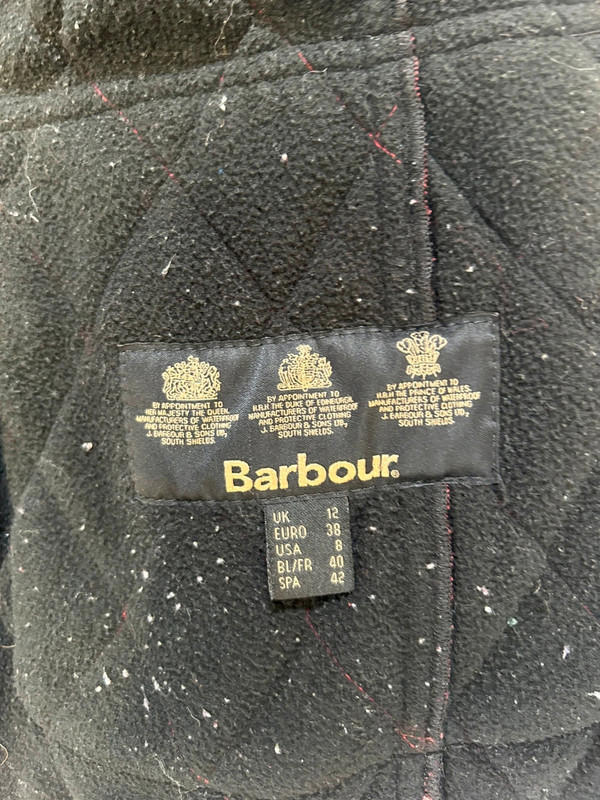 BY APPOINTMENT TO
HER MAJESTY THE QUEEN.
MANUFACTURERS OF WATERPROOF
AND PROTECTIVE CLOTHING
J. BARBOUR & SONS LTD,
SOUTH SHIELDS
BY APPOINTMENT TO
H.R.H. THE DUKE OF EDINBURGH
MANUFACTURERS OF WATERPROOF
AND PROTECTIVE CLOTHING
J. BARBOUR & SONS LTD,
SOUTH SHIELDS.
BY APPOINTMENT TO
H.R.H. THE PRINCE OF WALES.
MANUFACTURERS OF WATERPROOF
AND PROTECTIVE CLOTHING
J. BARBOUR & SONS LTD,
SOUTH SHIELDS.
Barbour®
UK 12
EURO 38
USA 8
BL/FR 40
SPA 42